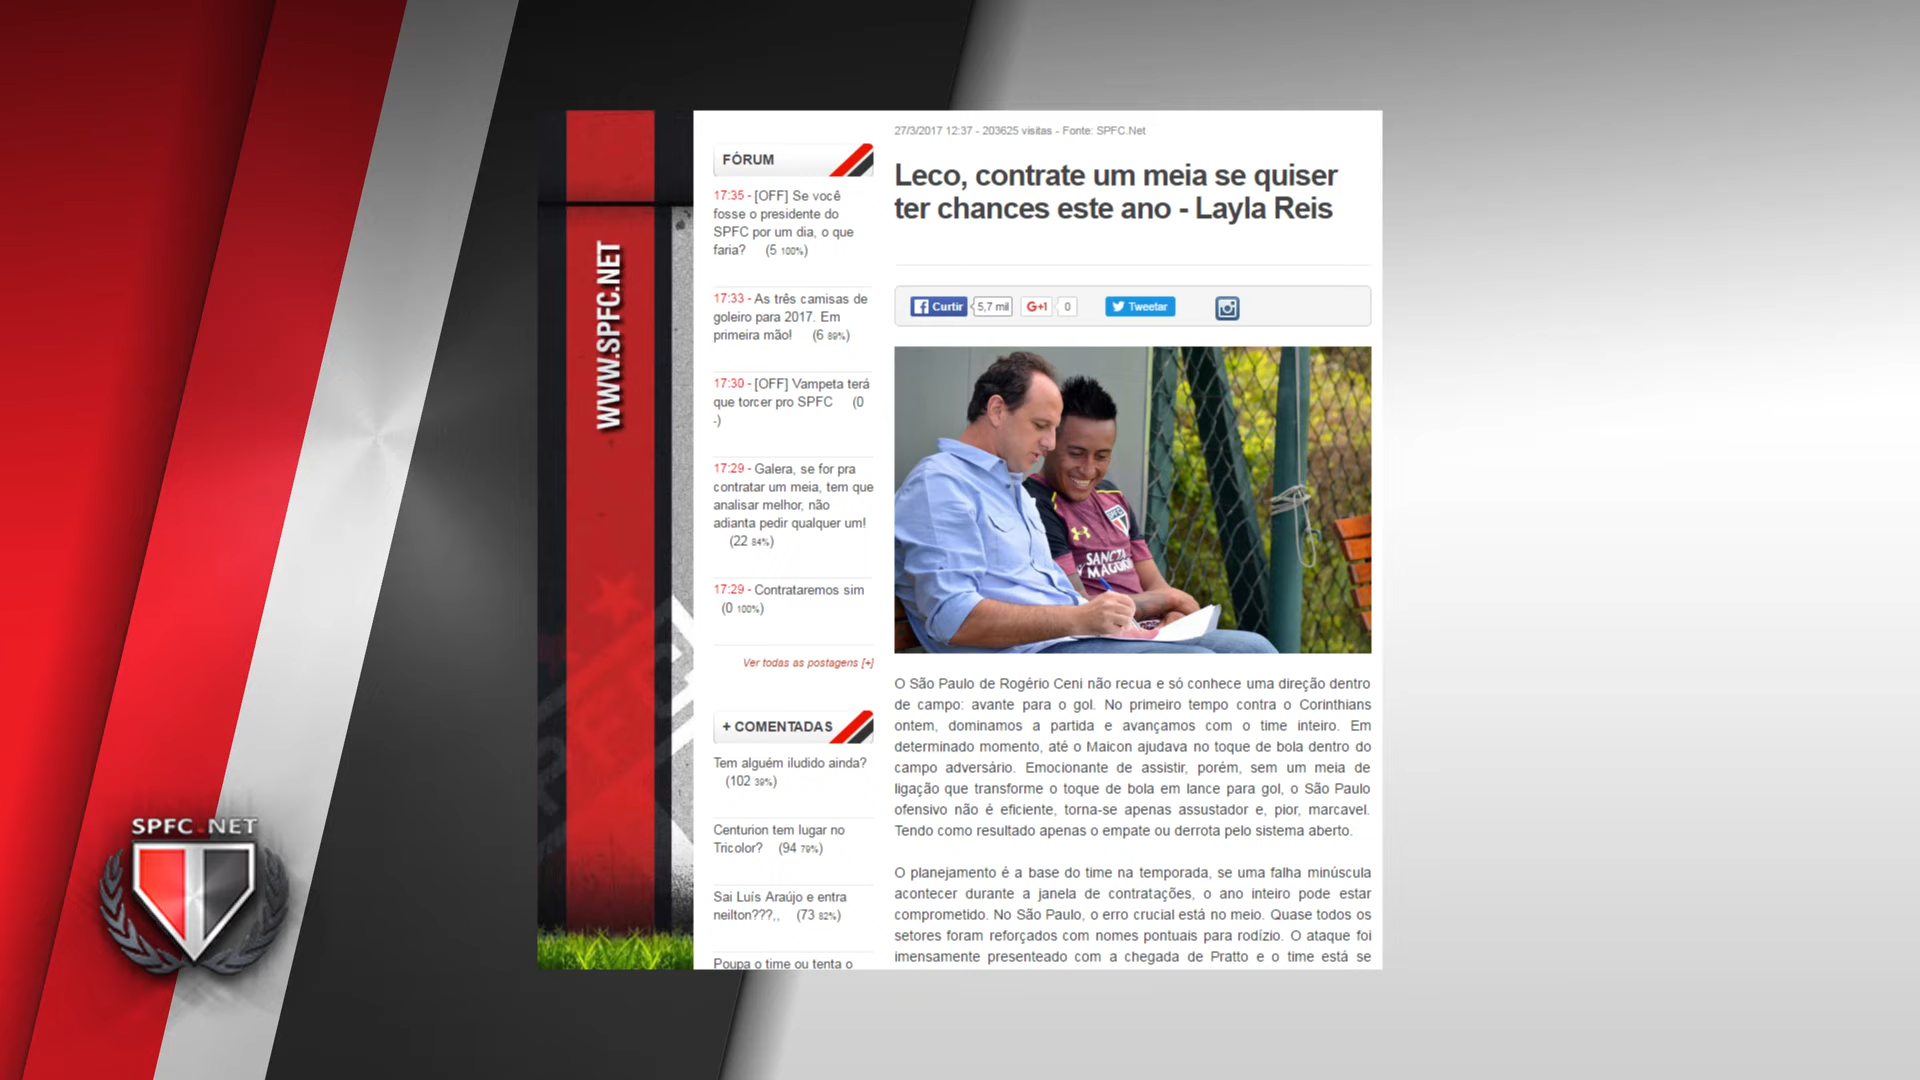 WWW.SPFC.NET
SPFC.NET
FÓRUM
17:35 - [OFF] Se você
fosse o presidente do
SPFC por um dia, o que
faria? (5 100%)
17:33 - As três camisas de
goleiro para 2017. Em
primeira mão! (6 89%)
17:30 - [OFF] Vampeta terá
que torcer pro SPFC (0
-)
17:29 - Galera, se for pra
contratar um meia, tem que
analisar melhor, não
adianta pedir qualquer um!
(22 84%)
17:29 - Contrataremos sim
(0 100%)
Ver todas as postagens [+]
+ COMENTADAS
Tem alguém iludido ainda?
(102 39%)
Centurion tem lugar no
Tricolor? (94 79%)
Sai Luís Araújo e entra
neilton???,, (73 82%)
Poupa o time ou tenta o
27/3/2017 12:37 - 203625 visitas - Fonte: SPFC.Net
Leco, contrate um meia se quiser
ter chances este ano - Layla Reis
Curtir 5,7 mil G+1 0 Tweetar
SPFC
SANCTA
MAGGIORE
O São Paulo de Rogério Ceni não recua e só conhece uma direção dentro
de campo: avante para o gol. No primeiro tempo contra o Corinthians
ontem, dominamos a partida e avançamos com o time inteiro. Em
determinado momento, até o Maicon ajudava no toque de bola dentro do
campo adversário. Emocionante de assistir, porém, sem um meia de
ligação que transforme o toque de bola em lance para gol, o São Paulo
ofensivo não é eficiente, torna-se apenas assustador e, pior, marcavel.
Tendo como resultado apenas o empate ou derrota pelo sistema aberto.
O planejamento é a base do time na temporada, se uma falha minúscula
acontecer durante a janela de contratações, o ano inteiro pode estar
comprometido. No São Paulo, o erro crucial está no meio. Quase todos os
setores foram reforçados com nomes pontuais para rodízio. O ataque foi
imensamente presenteado com a chegada de Pratto e o time está se